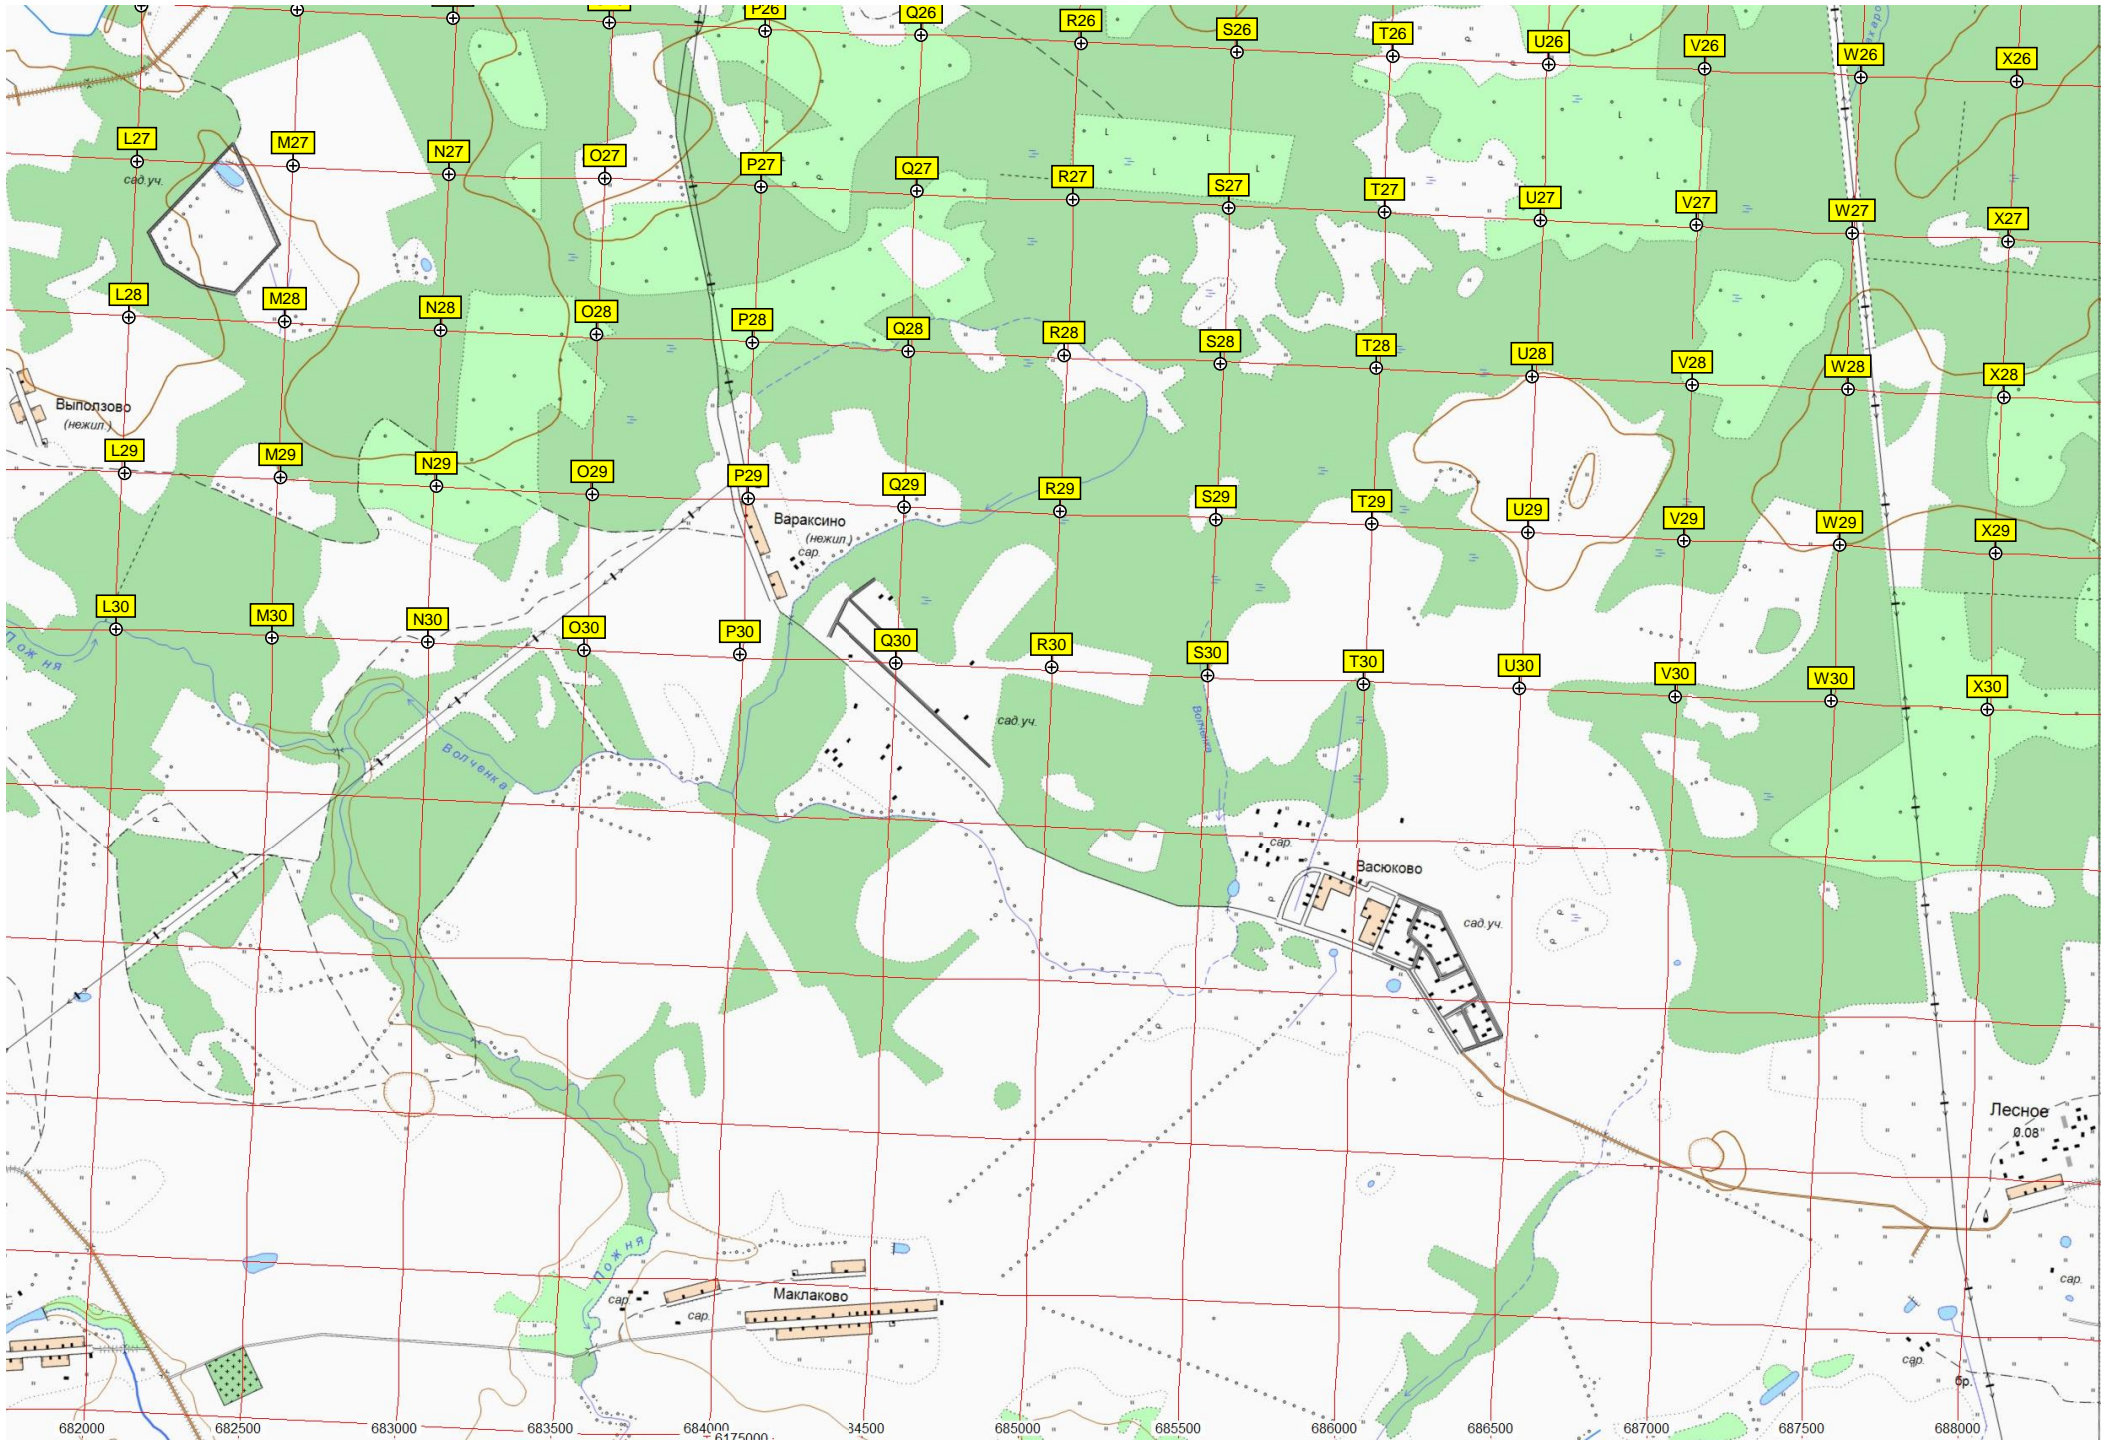 P26
Q26
R26
S26
T26
U26
V26
W26
X26
L27
M27
N27
O27
P27
Q27
R27
S27
T27
U27
V27
W27
X27
сад.уч.
L28
M28
N28
O28
P28
Q28
R28
S28
T28
U28
V28
W28
X28
Выползово
(нежил.)
L29
M29
N29
O29
P29
Q29
R29
S29
T29
U29
V29
W29
X29
Вараксино
(нежил.)
сар.
L30
M30
N30
O30
P30
Q30
R30
S30
T30
U30
V30
W30
X30
Пожня
сад.уч.
Волченка
сар.
Васюково
сад.уч.
Лесное
0.08
Пожня
сар.
сар.
Маклаково
сар.
сар.
бр.
682000
682500
683000
683500
684000
6175000
34500
685000
685500
686000
686500
687000
687500
688000